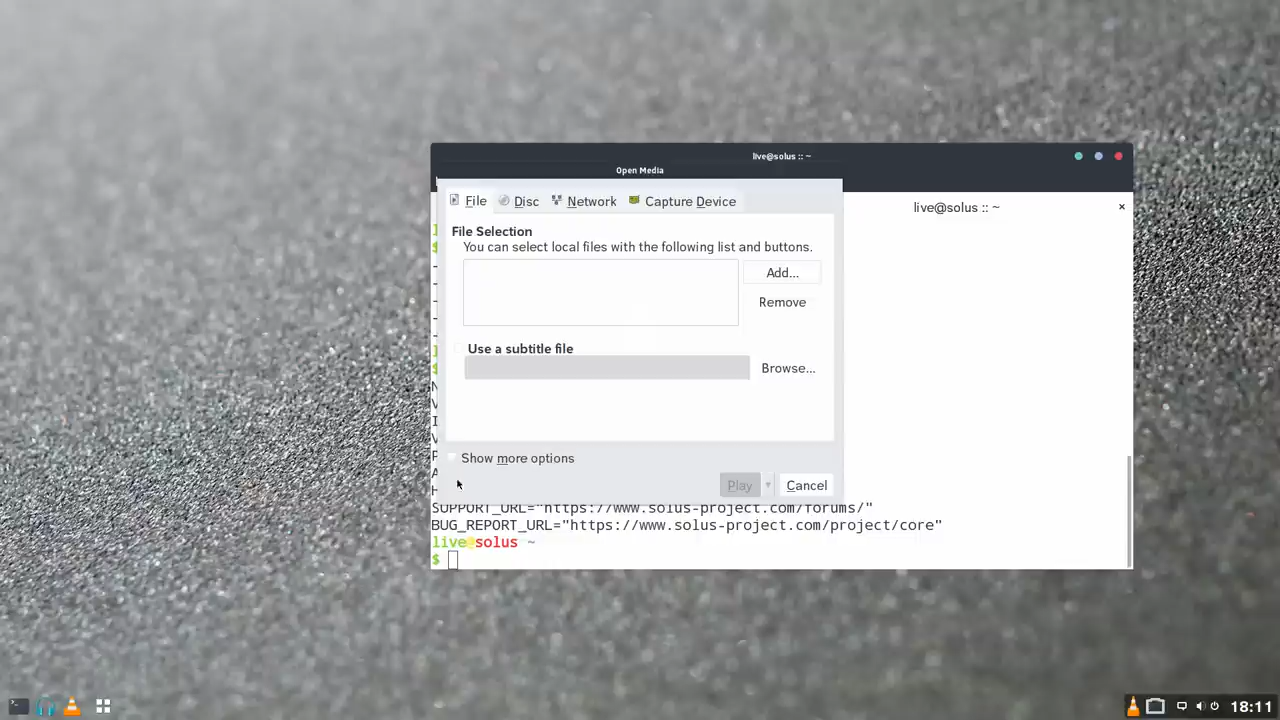 live@solus :: ~
Open Media
File Disc Network Capture Device
live@solus :: ~ ×
File Selection
You can select local files with the following list and buttons.
Add...
Remove
Use a subtitle file
Browse...
Show more options
Play Cancel
SUPPORT_URL="https://www.solus-project.com/forums/"
BUG_REPORT_URL="https://www.solus-project.com/project/core"
live@solus ~
$
18:11